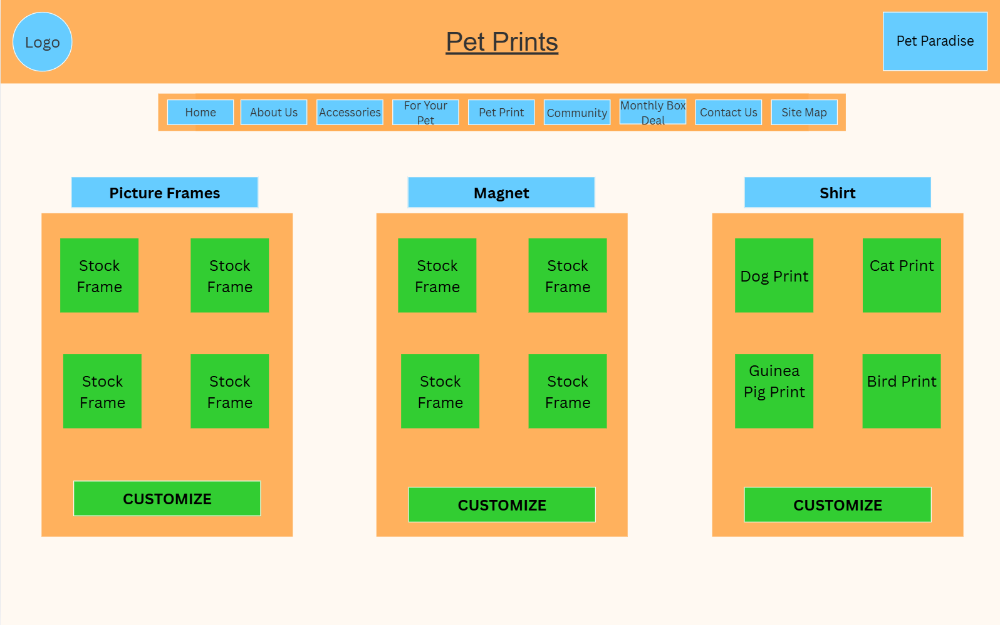 Logo
Pet Prints
Pet Paradise
Home
About Us
Accessories
For Your
Pet
Pet Print
Community
Monthly Box
Deal
Contact Us
Site Map
Picture Frames
Stock
Frame
Stock
Frame
Stock
Frame
Stock
Frame
CUSTOMIZE
Magnet
Stock
Frame
Stock
Frame
Stock
Frame
Stock
Frame
CUSTOMIZE
Shirt
Dog Print
Cat Print
Guinea
Pig Print
Bird Print
CUSTOMIZE